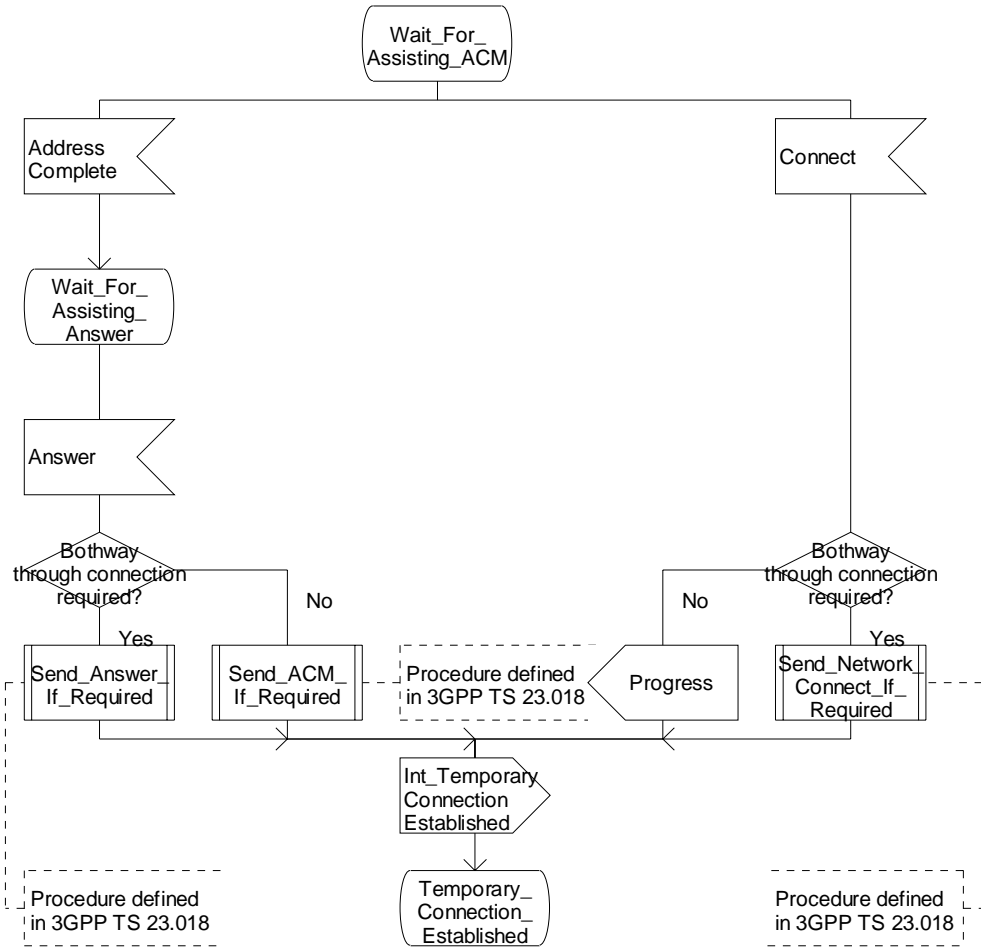 Wait_For_
Assisting_ACM
Address
Complete
Connect
Wait_For_
Assisting_
Answer
Answer
Bothway
through connection
required?
Bothway
through connection
required?
No
No
Yes
Yes
Send_Answer_
If_Required
Send_ACM_
If_Required
Procedure defined
in 3GPP TS 23.018
Progress
Send_Network_
Connect_If_
Required
Int_Temporary
Connection
Established
Procedure defined
in 3GPP TS 23.018
Temporary_
Connection_
Established
Procedure defined
in 3GPP TS 23.018